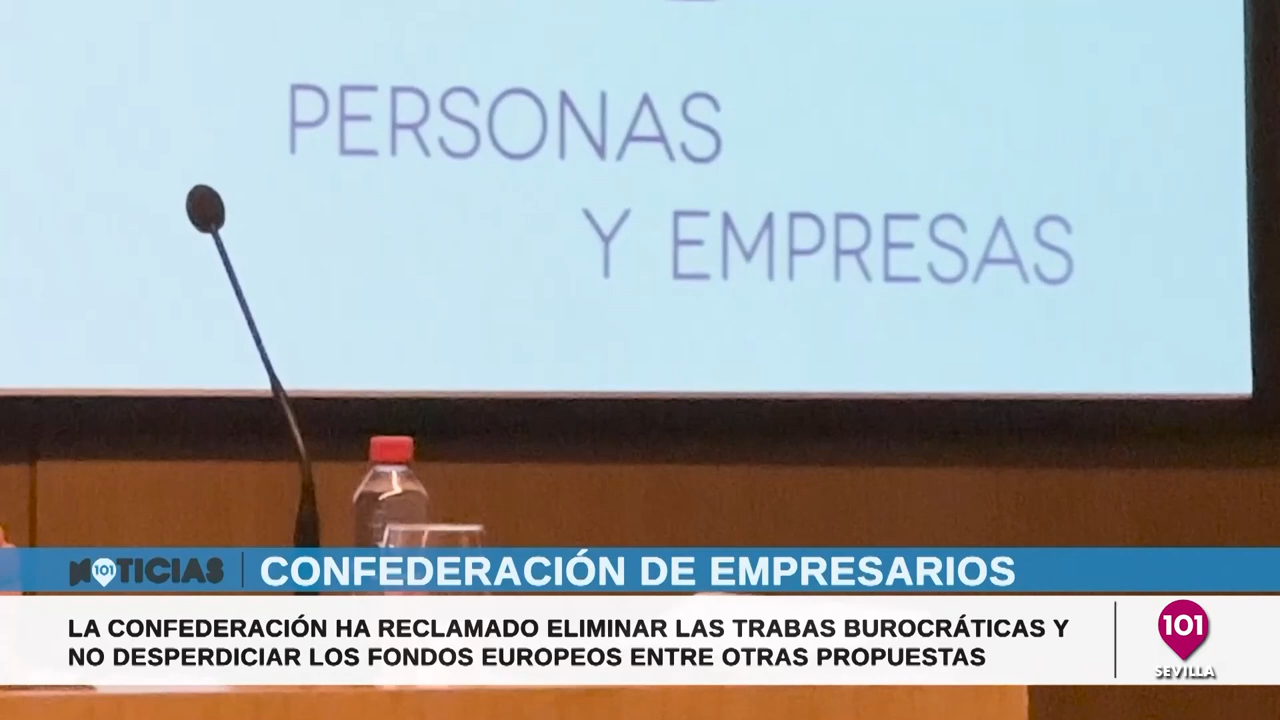 PERSONAS
Y EMPRESAS
NOTICIAS
101
CONFEDERACIÓN DE EMPRESARIOS
LA CONFEDERACIÓN HA RECLAMADO ELIMINAR LAS TRABAS BUROCRÁTICAS Y
NO DESPERDICIAR LOS FONDOS EUROPEOS ENTRE OTRAS PROPUESTAS
101
SEVILLA